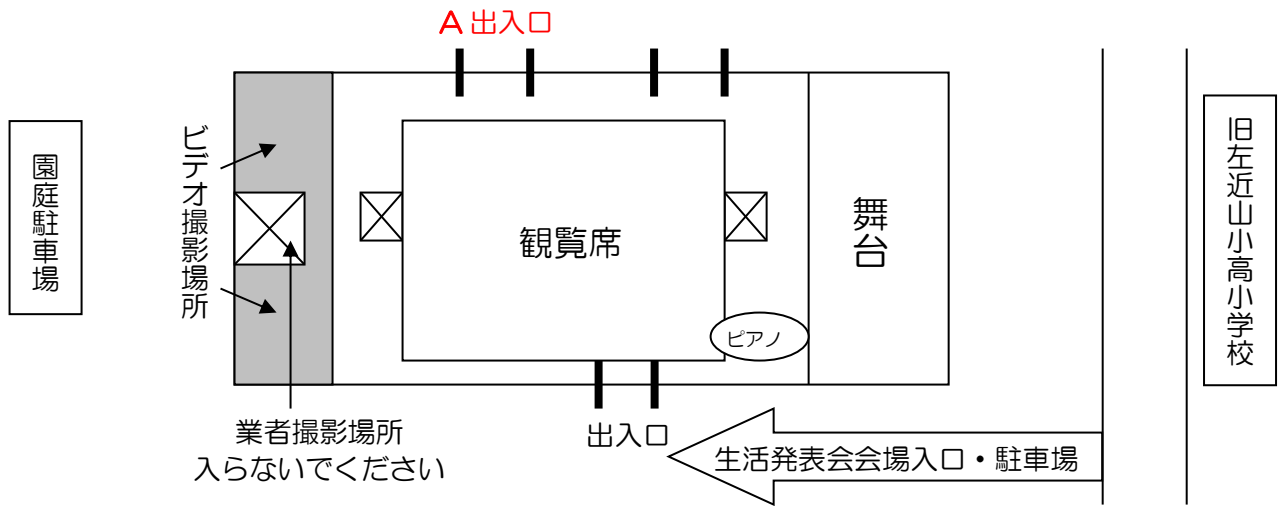 A 出入口
園庭駐車場
ビデオ撮影場所
観覧席
舞台
ピアノ
旧左近山小高小学校
業者撮影場所
入らないでください
出入口
生活発表会会場入口・駐車場